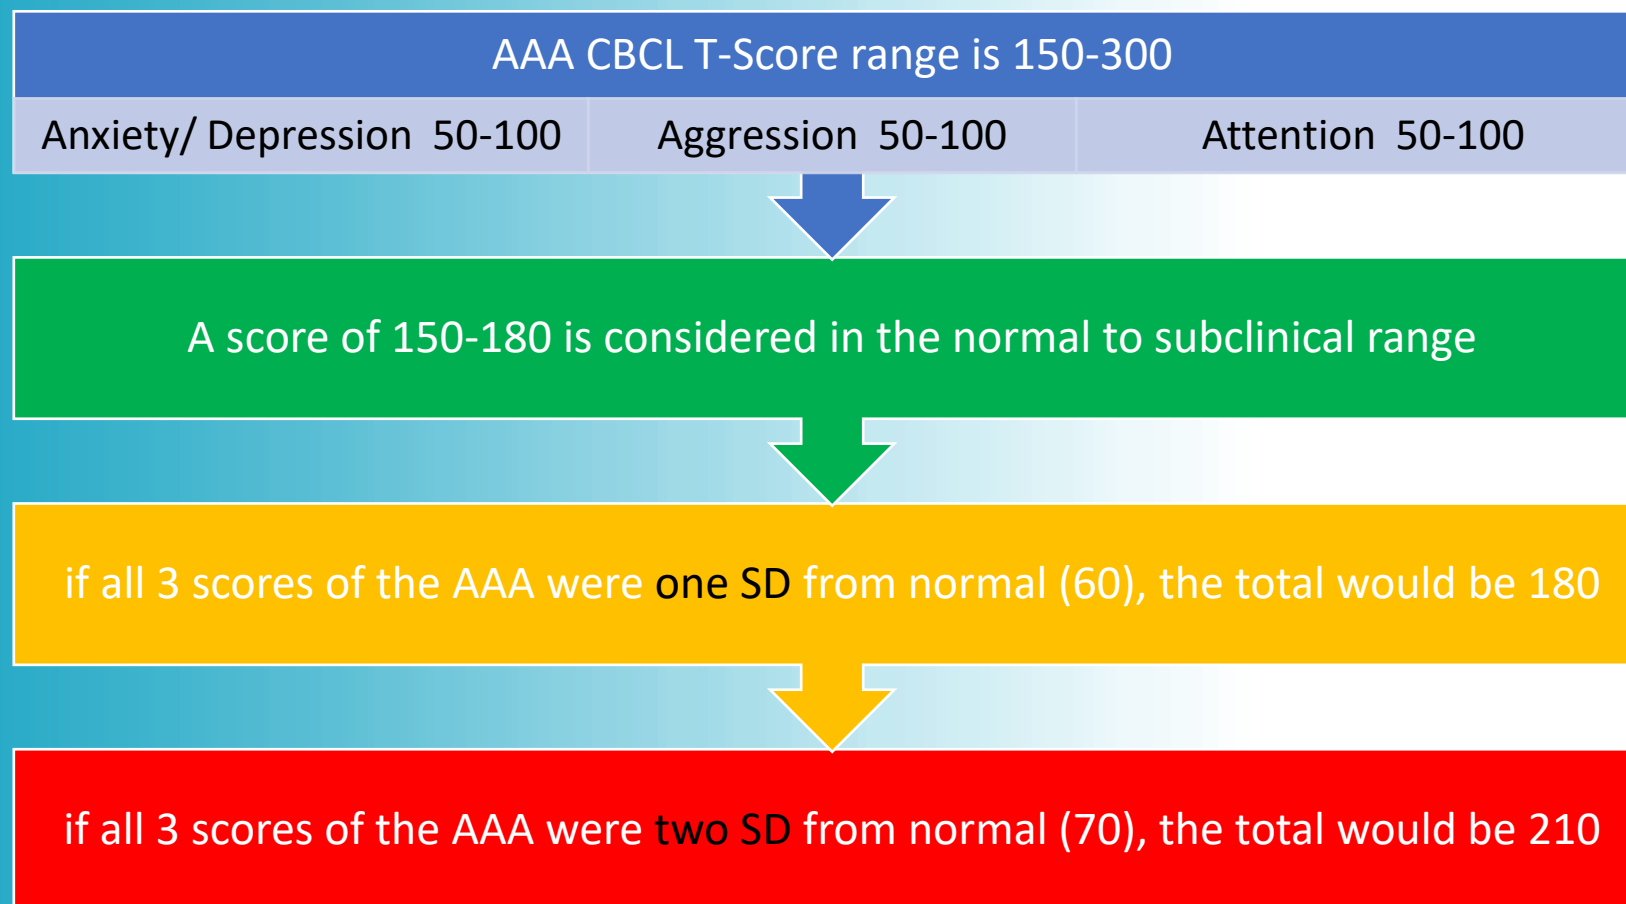 AAA CBCL T-Score range is 150-300
Anxiety/ Depression 50-100
Aggression 50-100
Attention 50-100
A score of 150-180 is considered in the normal to subclinical range
if all 3 scores of the AAA were one SD from normal (60), the total would be 180
if all 3 scores of the AAA were two SD from normal (70), the total would be 210